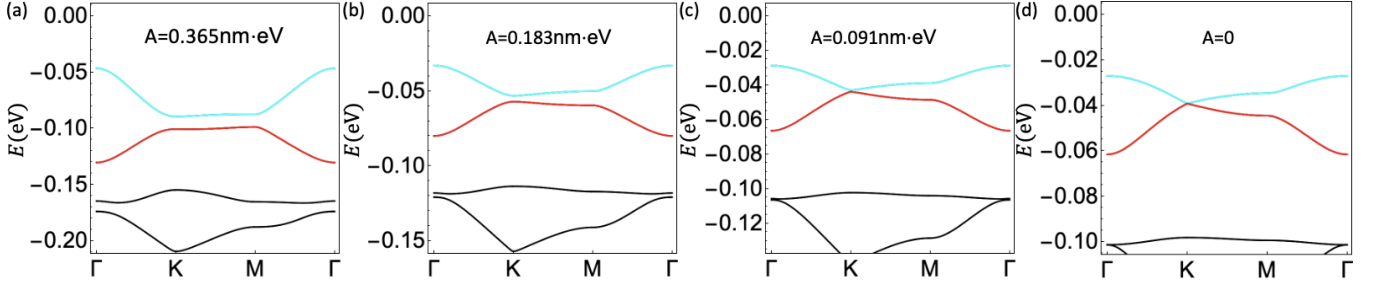 (a)
0.00
−0.05
−0.10
−0.15
−0.20
E(eV)
A=0.365nm·eV
Γ K M Γ
(b)
0.00
−0.05
−0.10
−0.15
E(eV)
A=0.183nm·eV
Γ K M Γ
(c)
0.00
−0.02
−0.04
−0.06
−0.08
−0.10
−0.12
E(eV)
A=0.091nm·eV
Γ K M Γ
(d)
0.00
−0.02
−0.04
−0.06
−0.08
−0.10
E(eV)
A=0
Γ K M Γ